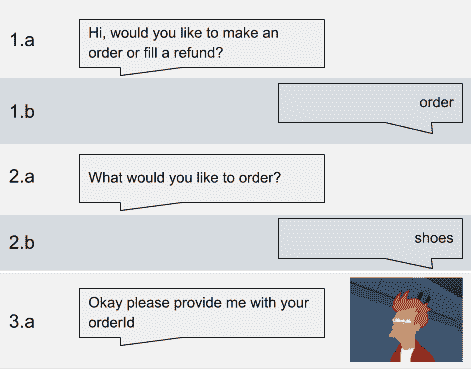 1.a
Hi, would you like to make an
order or fill a refund?
1.b
order
2.a
What would you like to order?
2.b
shoes
3.a
Okay please provide me with your
orderId